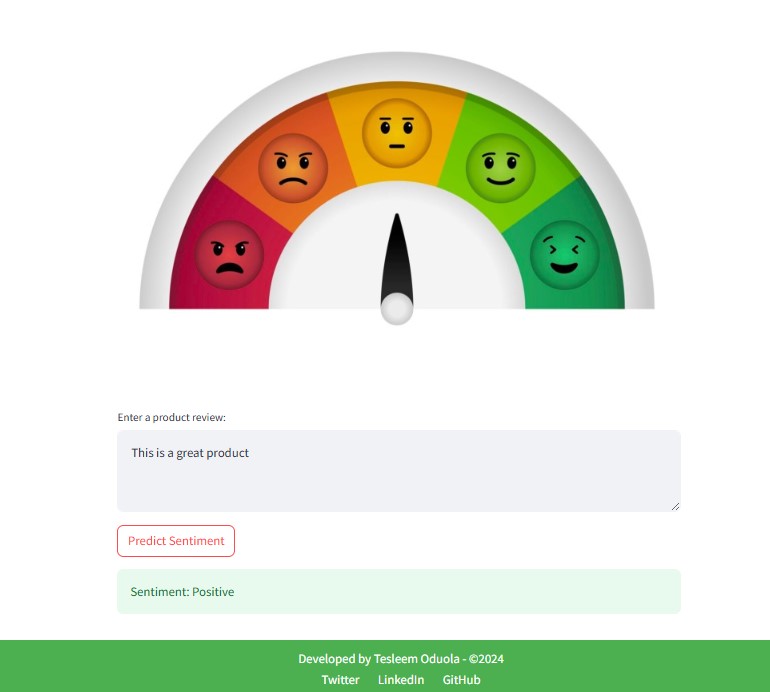 Enter a product review:
This is a great product
Predict Sentiment
Sentiment: Positive
Developed by Tesleem Oduola - ©2024
Twitter LinkedIn GitHub